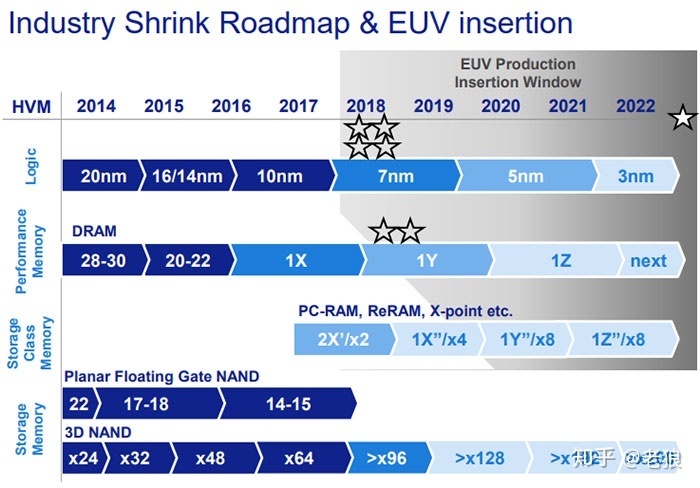 Industry Shrink Roadmap & EUV insertion
EUV Production
Insertion Window
HVM 2014 2015 2016 2017 2018 2019 2020 2021 2022
Logic
20nm 16/14nm 10nm 7nm 5nm 3nm
Performance
Memory
DRAM
28-30 20-22 1X 1Y 1Z next
Storage
Class
Memory
PC-RAM, ReRAM, X-point etc.
2X’/x2 1X”/x4 1Y”/x8 1Z”/x8
Storage
Memory
Planar Floating Gate NAND
22 17-18 14-15
3D NAND
x24 x32 x48 x64 >x96 >x128
知乎 @老狼